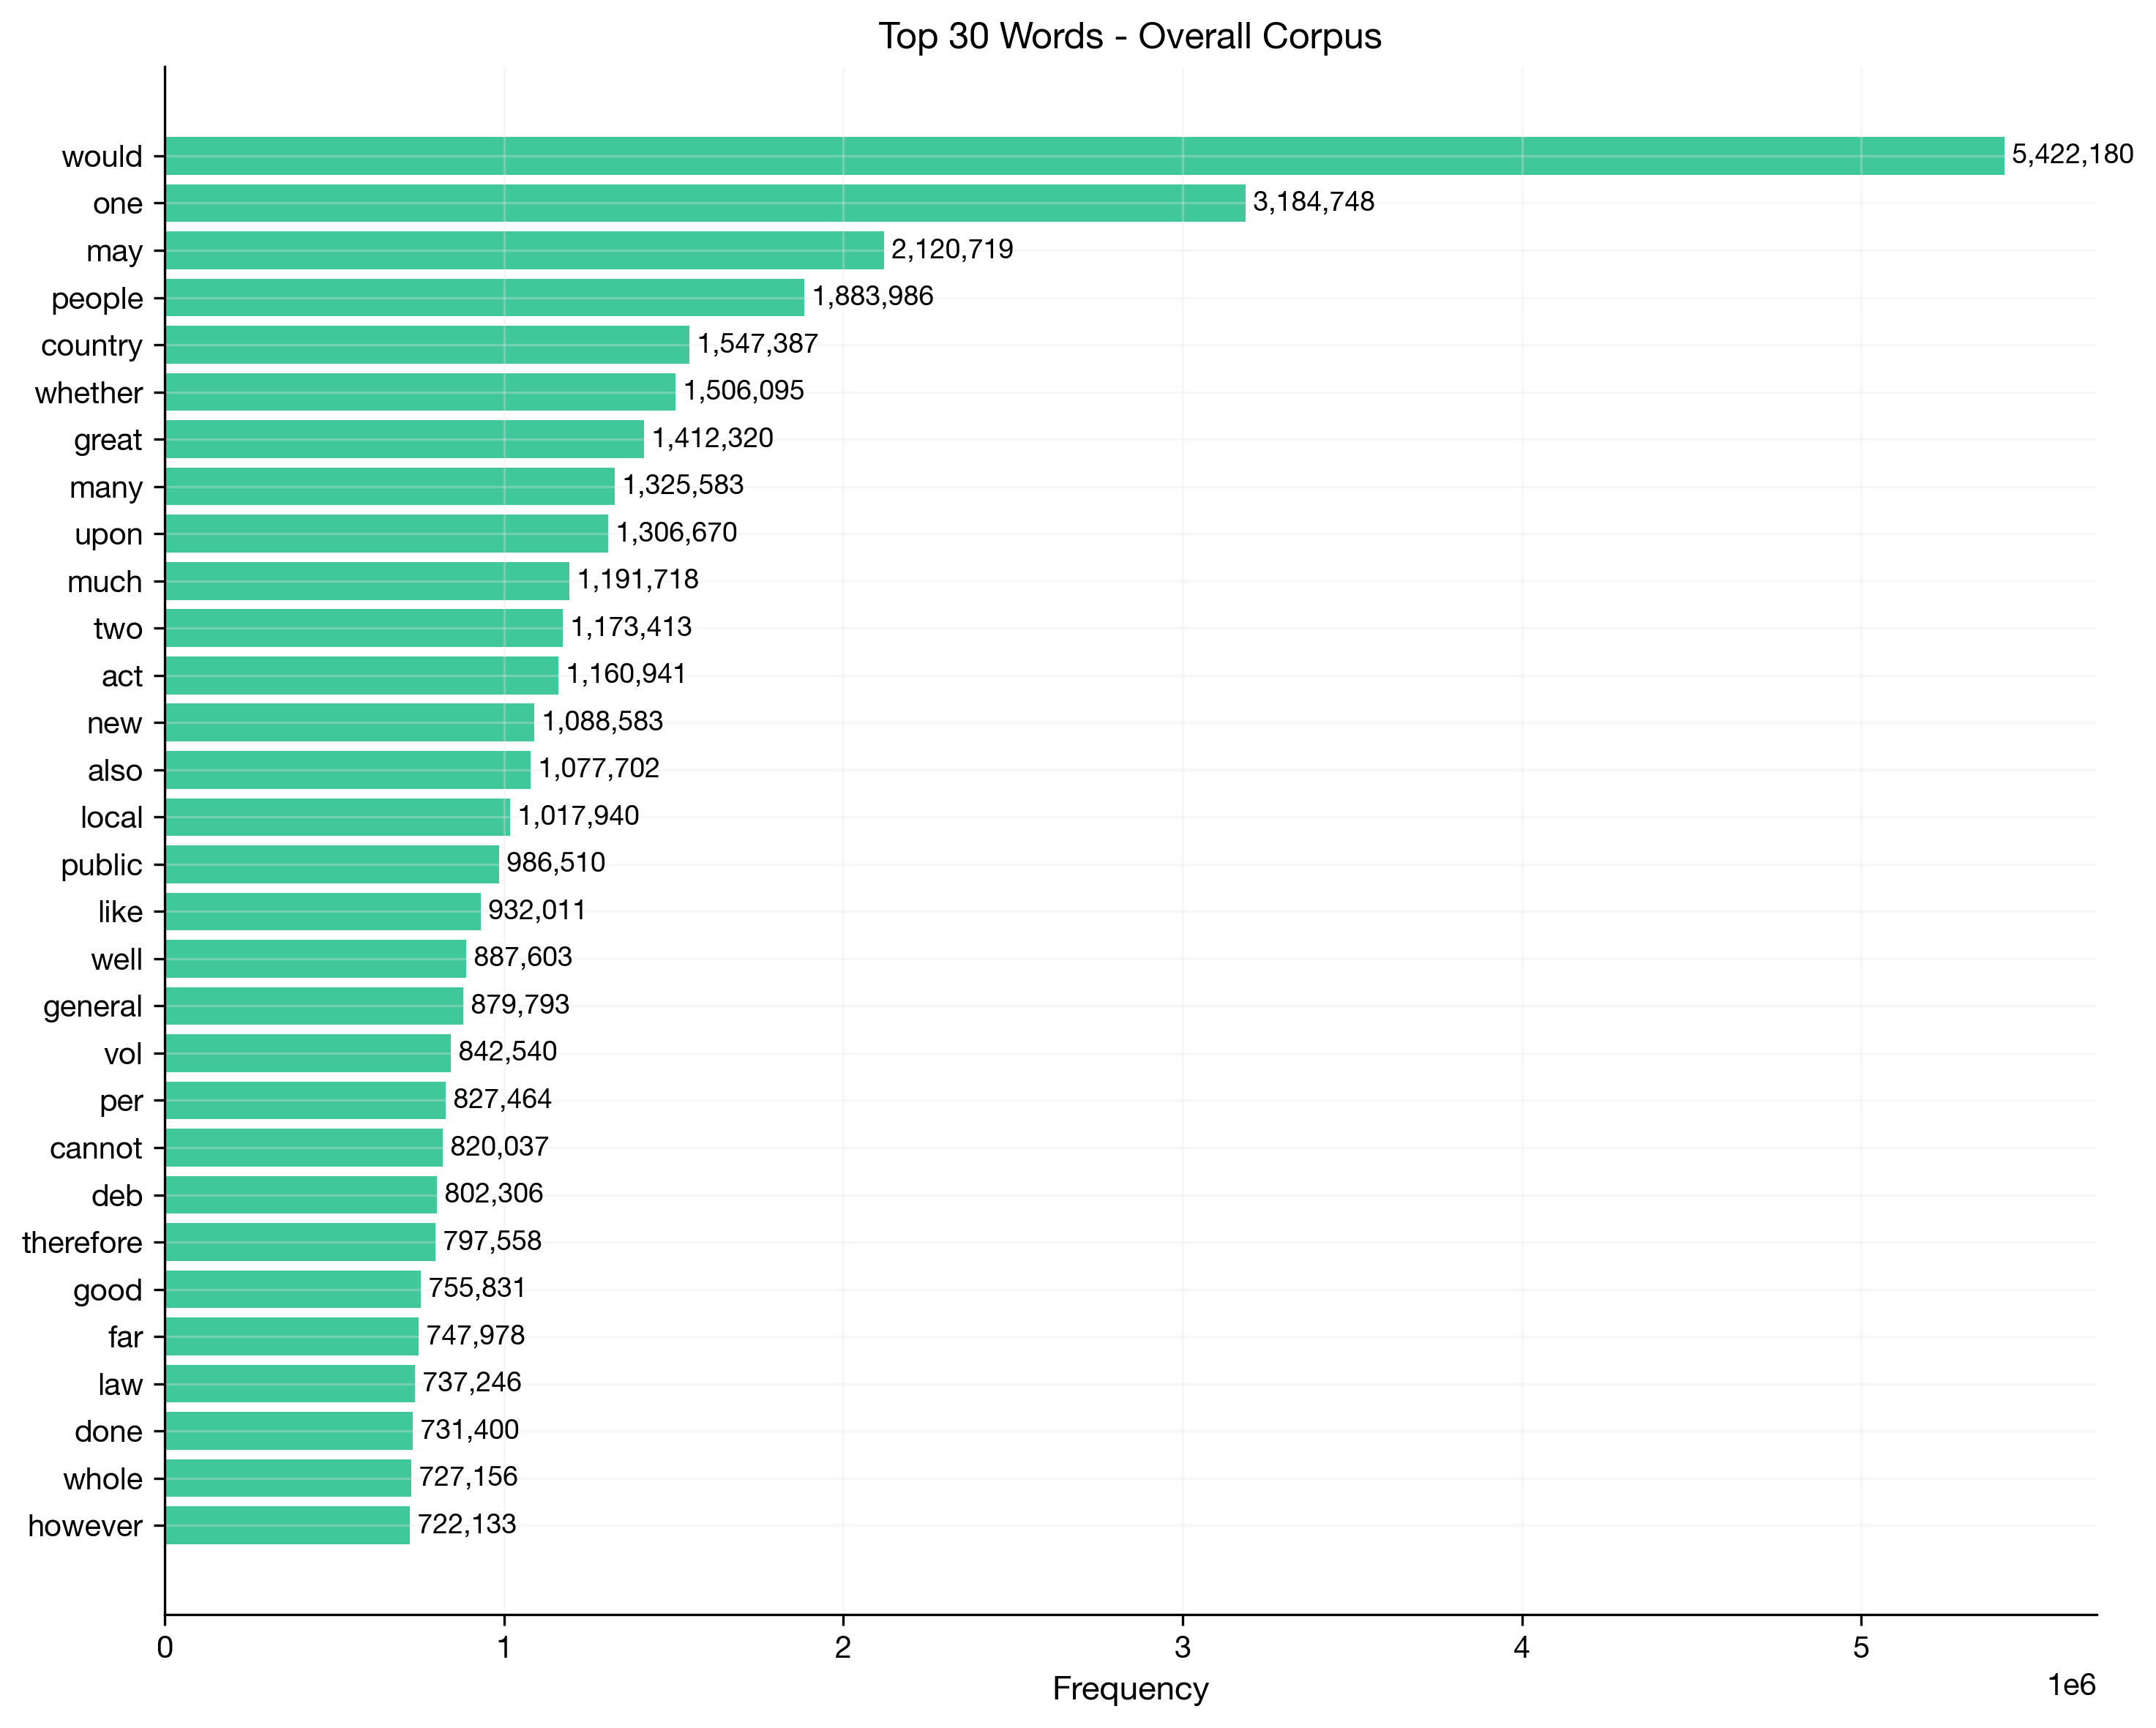 Top 30 Words - Overall Corpus
would 5,422,180
one 3,184,748
may 2,120,719
people 1,883,986
country 1,547,387
whether 1,506,095
great 1,412,320
many 1,325,583
upon 1,306,670
much 1,191,718
two 1,173,413
act 1,160,941
new 1,088,583
also 1,077,702
local 1,017,940
public 986,510
like 932,011
well 887,603
general 879,793
vol 842,540
per 827,464
cannot 820,037
deb 802,306
therefore 797,558
good 755,831
far 747,978
law 737,246
done 731,400
whole 727,156
however 722,133
0 1 2 3 4 5
Frequency
1e6